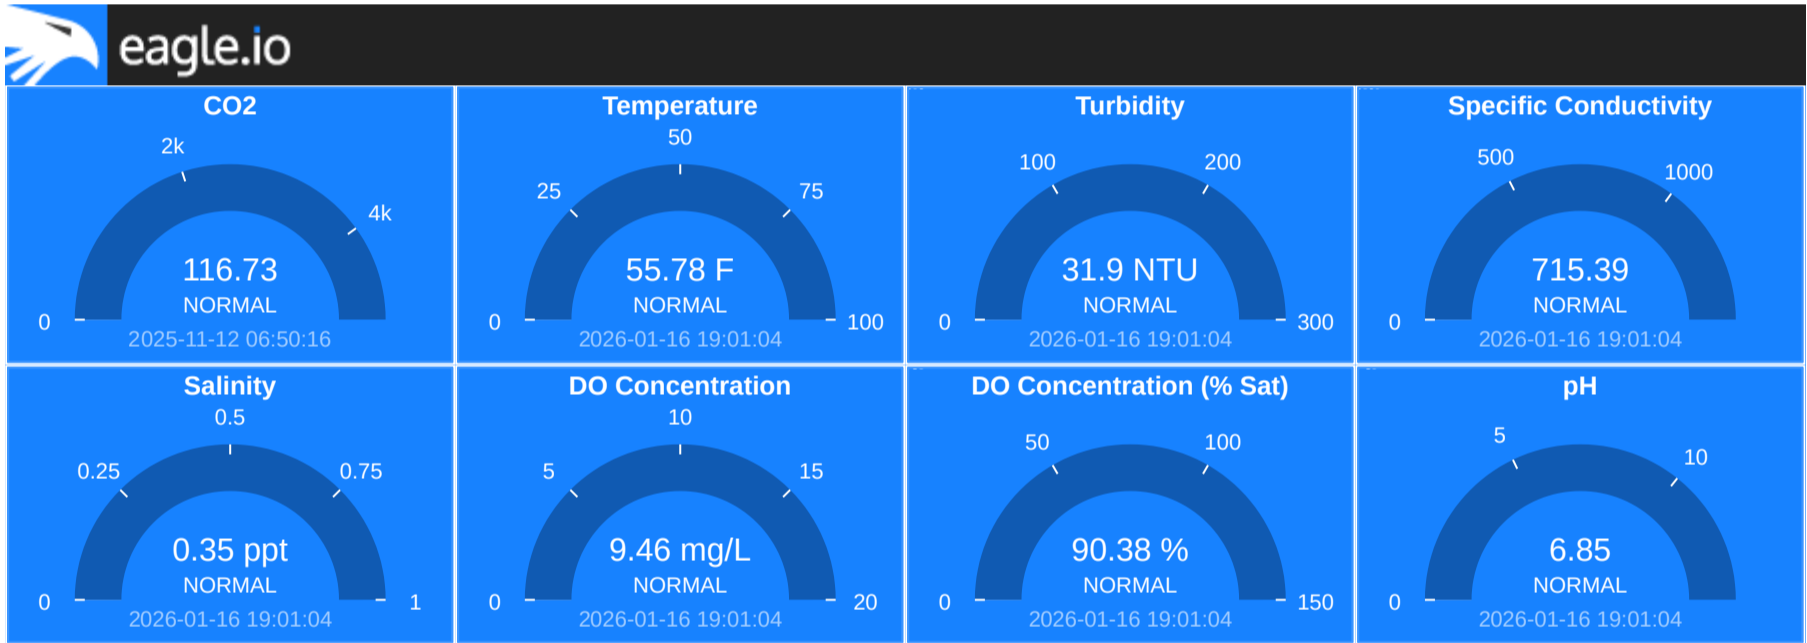 eagle.io
CO2
2k
4k
0
116.73
NORMAL
2025-11-12 06:50:16
Temperature
50
25
75
0
100
55.78 F
NORMAL
2026-01-16 19:01:04
Turbidity
100
200
0
300
31.9 NTU
NORMAL
2026-01-16 19:01:04
Specific Conductivity
500
1000
0
715.39
NORMAL
2026-01-16 19:01:04
Salinity
0.5
0.25
0.75
0
1
0.35 ppt
NORMAL
2026-01-16 19:01:04
DO Concentration
10
5
15
0
20
9.46 mg/L
NORMAL
2026-01-16 19:01:04
DO Concentration (% Sat)
50
100
0
150
90.38 %
NORMAL
2026-01-16 19:01:04
pH
5
10
0
6.85
NORMAL
2026-01-16 19:01:04